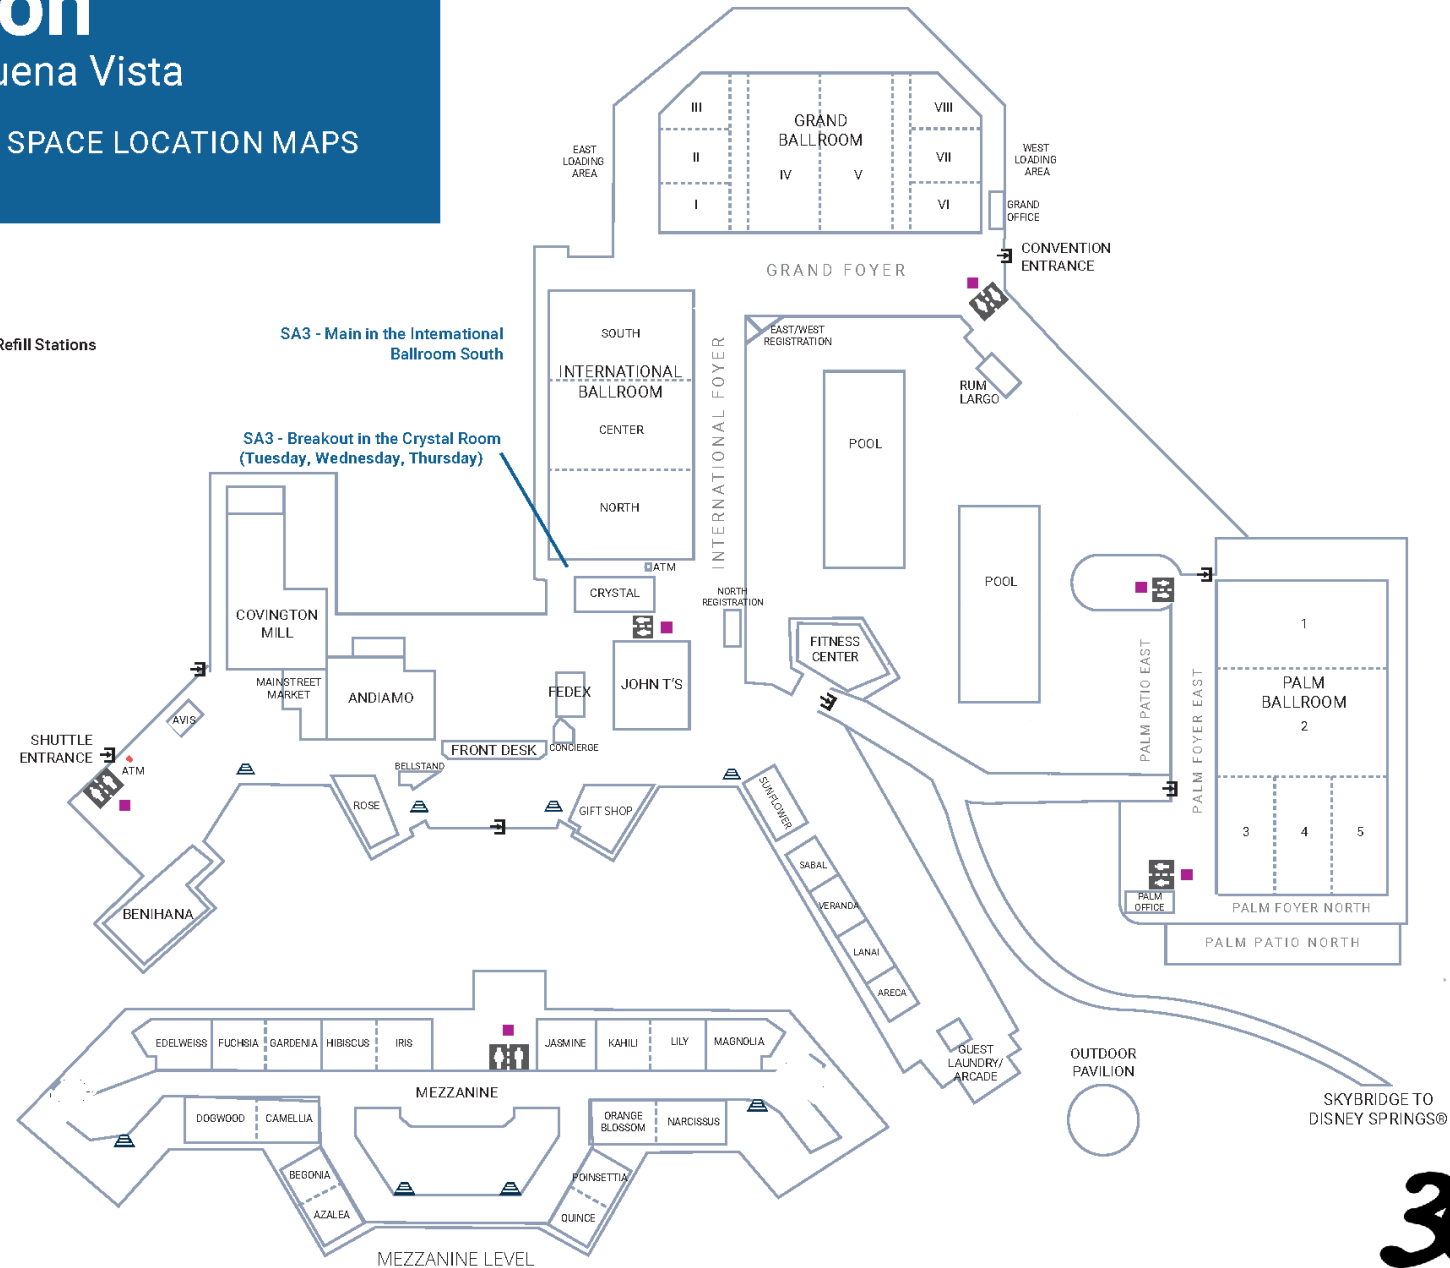 on
uena Vista
SPACE LOCATION MAPS
Refill Stations
SA3 - Main in the International
Ballroom South
SA3 - Breakout in the Crystal Room
(Tuesday, Wednesday, Thursday)
EAST
LOADING
AREA
III
II
I
GRAND
BALLROOM
IV
V
VIII
VII
VI
WEST
LOADING
AREA
GRAND
OFFICE
CONVENTION
ENTRANCE
GRAND FOYER
EAST/WEST
REGISTRATION
RUM
LARGO
SOUTH
INTERNATIONAL
BALLROOM
CENTER
NORTH
INTERNATIONAL FOYER
POOL
POOL
ATM
CRYSTAL
NORTH
REGISTRATION
FITNESS
CENTER
COVINGTON
MILL
MAINSTREET
MARKET
ANDIAMO
FEDEX
JOHN T'S
AVIS
SHUTTLE
ENTRANCE
ATM
FRONT DESK
CONCIERGE
BELLSTAND
ROSE
GIFT SHOP
BENIHANA
SUNFLOWER
SABAL
VERANDA
LANAI
ARECA
GUEST
LAUNDRY/
ARCADE
PALM PATIO EAST
PALM FOYER EAST
1
PALM
BALLROOM
2
3
4
5
PALM
OFFICE
PALM FOYER NORTH
PALM PATIO NORTH
OUTDOOR
PAVILION
SKYBRIDGE TO
DISNEY SPRINGS®
EDELWEISS
FUCHSIA
GARDENIA
HIBISCUS
IRIS
JASMINE
KAHILI
LILY
MAGNOLIA
MEZZANINE
DOGWOOD
CAMELLIA
ORANGE
BLOSSOM
NARCISSUS
BEGONIA
AZALEA
POINSETTIA
QUINCE
MEZZANINE LEVEL
3